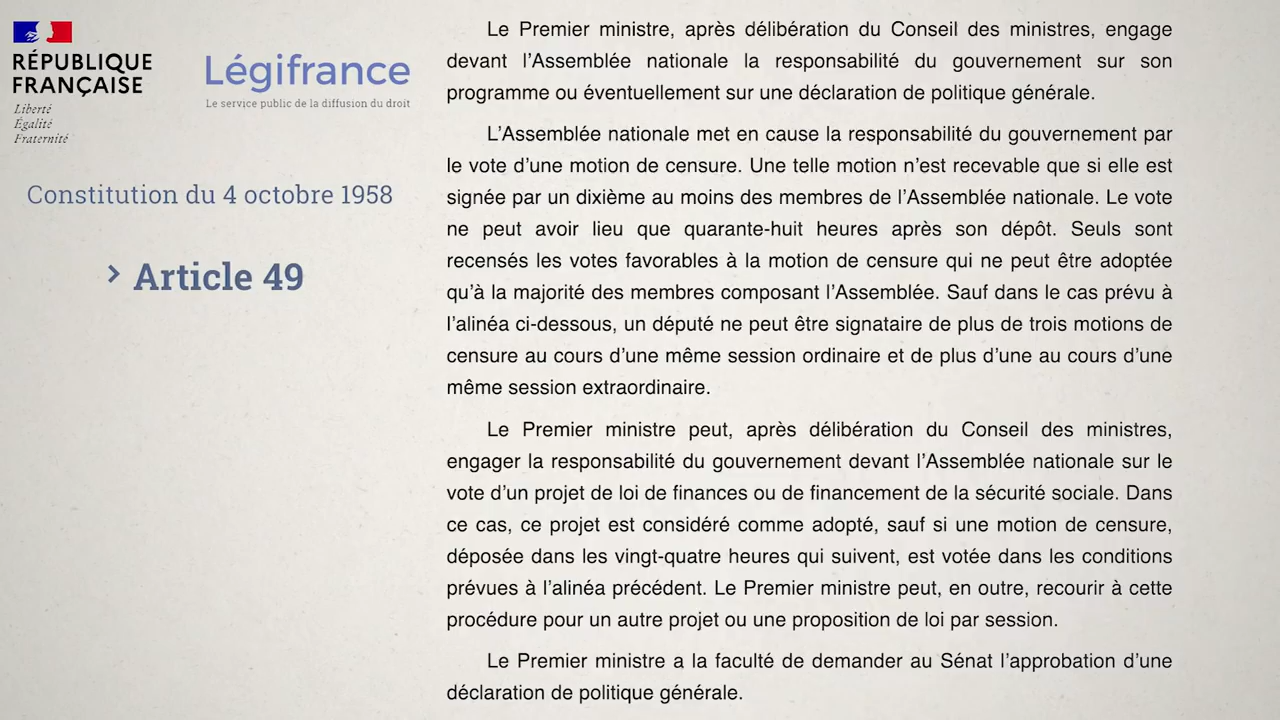 RÉPUBLIQUE
FRANÇAISE
Liberté
Égalité
Fraternité
Légifrance
Le service public de la diffusion du droit
Constitution du 4 octobre 1958
› Article 49
Le Premier ministre, après délibération du Conseil des ministres, engage
devant l’Assemblée nationale la responsabilité du gouvernement sur son
programme ou éventuellement sur une déclaration de politique générale.
L’Assemblée nationale met en cause la responsabilité du gouvernement par
le vote d’une motion de censure. Une telle motion n’est recevable que si elle est
signée par un dixième au moins des membres de l’Assemblée nationale. Le vote
ne peut avoir lieu que quarante-huit heures après son dépôt. Seuls sont
recensés les votes favorables à la motion de censure qui ne peut être adoptée
qu’à la majorité des membres composant l’Assemblée. Sauf dans le cas prévu à
l’alinéa ci-dessous, un député ne peut être signataire de plus de trois motions de
censure au cours d’une même session ordinaire et de plus d’une au cours d’une
même session extraordinaire.
Le Premier ministre peut, après délibération du Conseil des ministres,
engager la responsabilité du gouvernement devant l’Assemblée nationale sur le
vote d’un projet de loi de finances ou de financement de la sécurité sociale. Dans
ce cas, ce projet est considéré comme adopté, sauf si une motion de censure,
déposée dans les vingt-quatre heures qui suivent, est votée dans les conditions
prévues à l’alinéa précédent. Le Premier ministre peut, en outre, recourir à cette
procédure pour un autre projet ou une proposition de loi par session.
Le Premier ministre a la faculté de demander au Sénat l’approbation d’une
déclaration de politique générale.